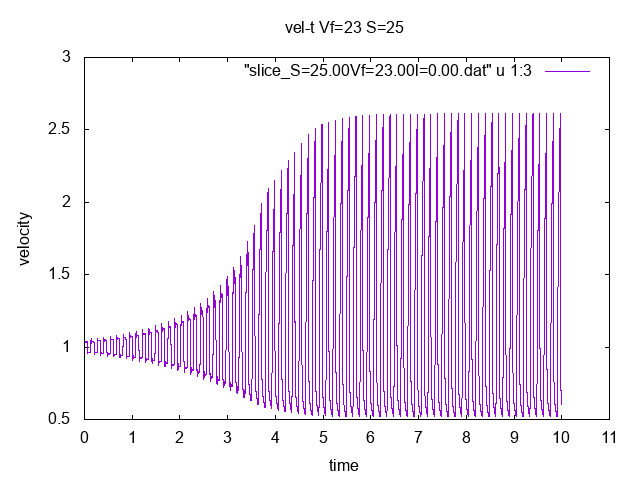 vel-t Vf=23 S=25
"slice_S=25.00Vf=23.00I=0.00.dat" u 1:3
3
2.5
2
1.5
1
0.5
velocity
0 1 2 3 4 5 6 7 8 9 10 11
time